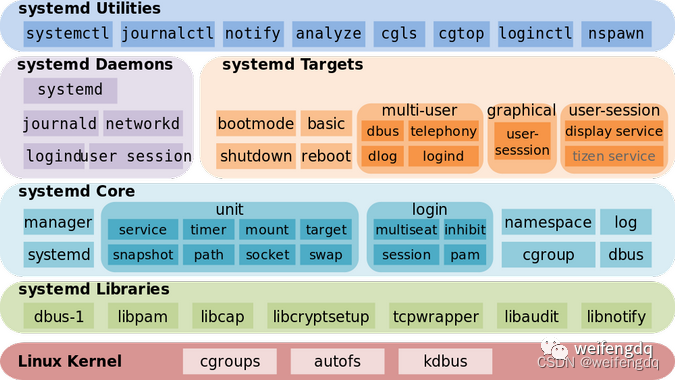 systemd Utilities
systemctl journalctl notify analyze cgls cgtop loginctl nspawn
systemd Daemons
systemd
journald networkd
logind user session
systemd Targets
bootmode basic
shutdown reboot
multi-user
dbus telephony
dlog logind
graphical
user-
sesssion
user-session
display service
tizen service
systemd Core
manager
systemd
unit
service timer mount target
snapshot path socket swap
login
multiseat inhibit
session pam
namespace log
cgroup dbus
systemd Libraries
dbus-1 libpam libcap libcryptsetup tcpwrapper libaudit libnotify
Linux Kernel cgroups autofs kdbus
weifengdq
CSDN @weifengdq